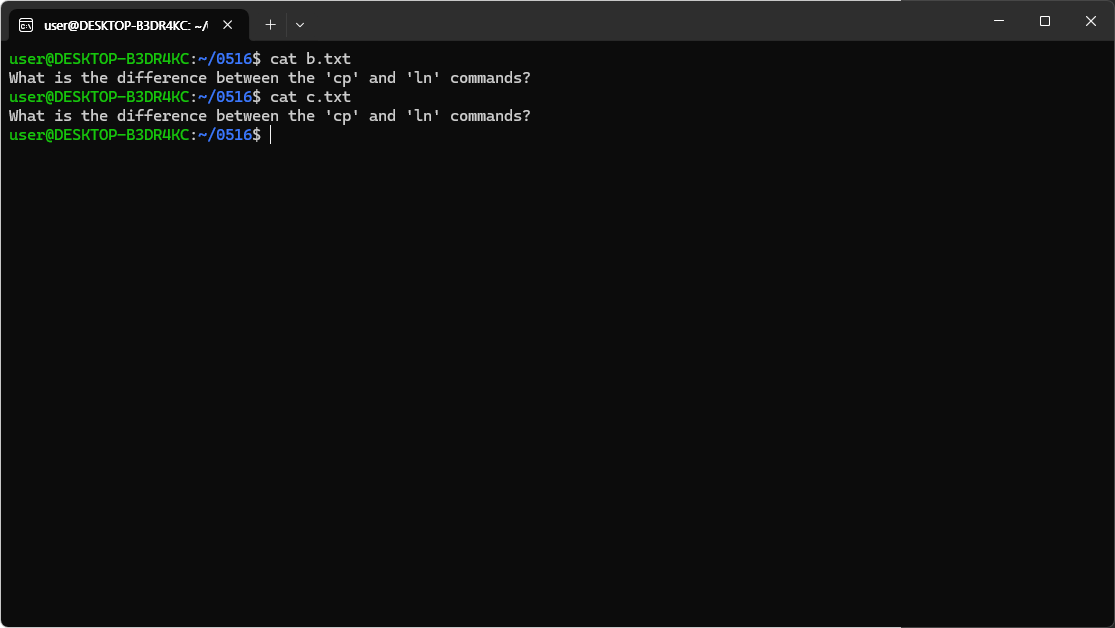 user@DESKTOP-B3DR4KC: ~/
user@DESKTOP-B3DR4KC:~/0516$ cat b.txt
What is the difference between the 'cp' and 'ln' commands?
user@DESKTOP-B3DR4KC:~/0516$ cat c.txt
What is the difference between the 'cp' and 'ln' commands?
user@DESKTOP-B3DR4KC:~/0516$